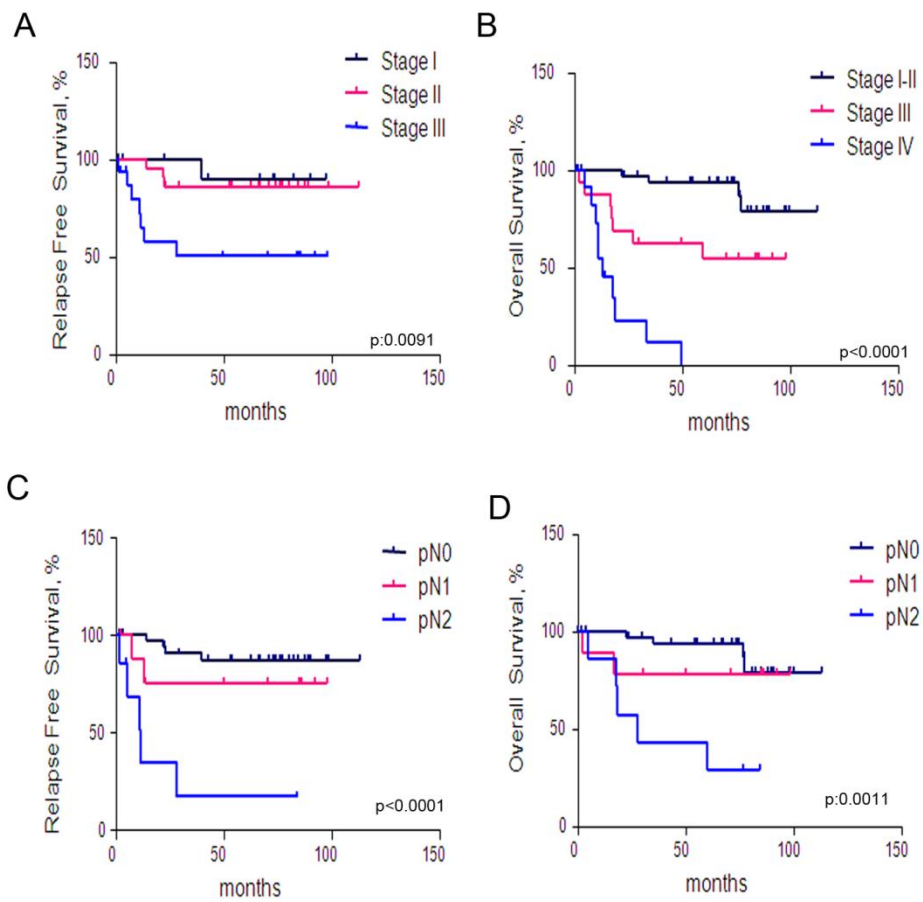 A
Relapse Free Survival, %
150
100
50
0
0 50 100 150
months
Stage I
Stage II
Stage III
p:0.0091
B
Overall Survival, %
150
100
50
0
0 50 100 150
months
Stage I-II
Stage III
Stage IV
p<0.0001
C
Relapse Free Survival, %
150
100
50
0
0 50 100 150
months
pN0
pN1
pN2
p<0.0001
D
Overall Survival, %
150
100
50
0
0 50 100 150
months
pN0
pN1
pN2
p:0.0011